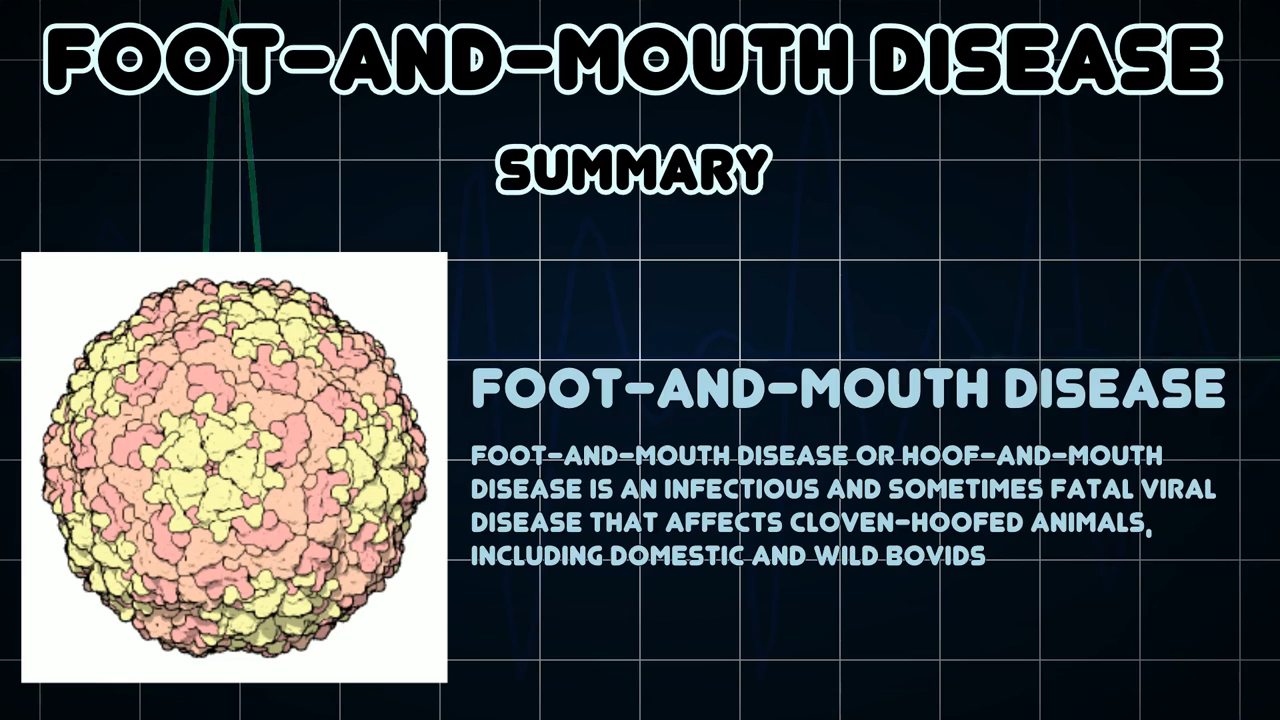 FOOT-AND-MOUTH DISEASE
SUMMARY
FOOT-AND-MOUTH DISEASE
FOOT-AND-MOUTH DISEASE OR HOOF-AND-MOUTH
DISEASE IS AN INFECTIOUS AND SOMETIMES FATAL VIRAL
DISEASE THAT AFFECTS CLOVEN-HOOFED ANIMALS,
INCLUDING DOMESTIC AND WILD BOVIDS